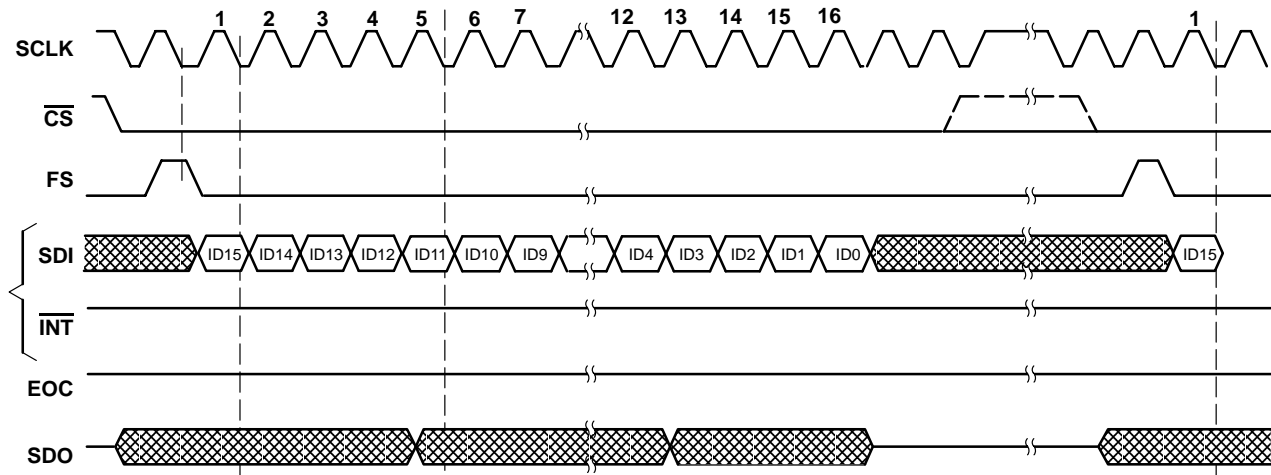 1 2 3 4 5 6 7 12 13 14 15 16 1
SCLK
CS
FS
SDI ID15 ID14 ID13 ID12 ID11 ID10 ID9 ID4 ID3 ID2 ID1 ID0 ID15
INT
EOC
SDO